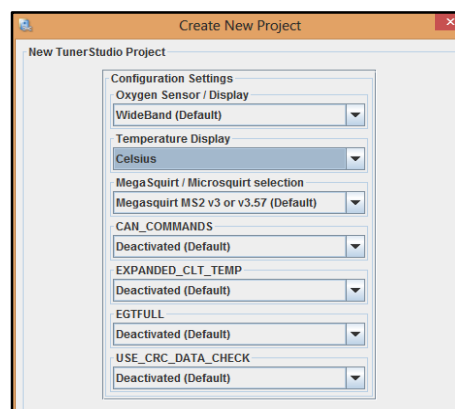 Create New Project
New TunerStudio Project
Configuration Settings
Oxygen Sensor / Display
WideBand (Default)
Temperature Display
Celsius
MegaSquirt / Microsquirt selection
Megasquirt MS2 v3 or v3.57 (Default)
CAN_COMMANDS
Deactivated (Default)
EXPANDED_CLT_TEMP
Deactivated (Default)
EGTFULL
Deactivated (Default)
USE_CRC_DATA_CHECK
Deactivated (Default)